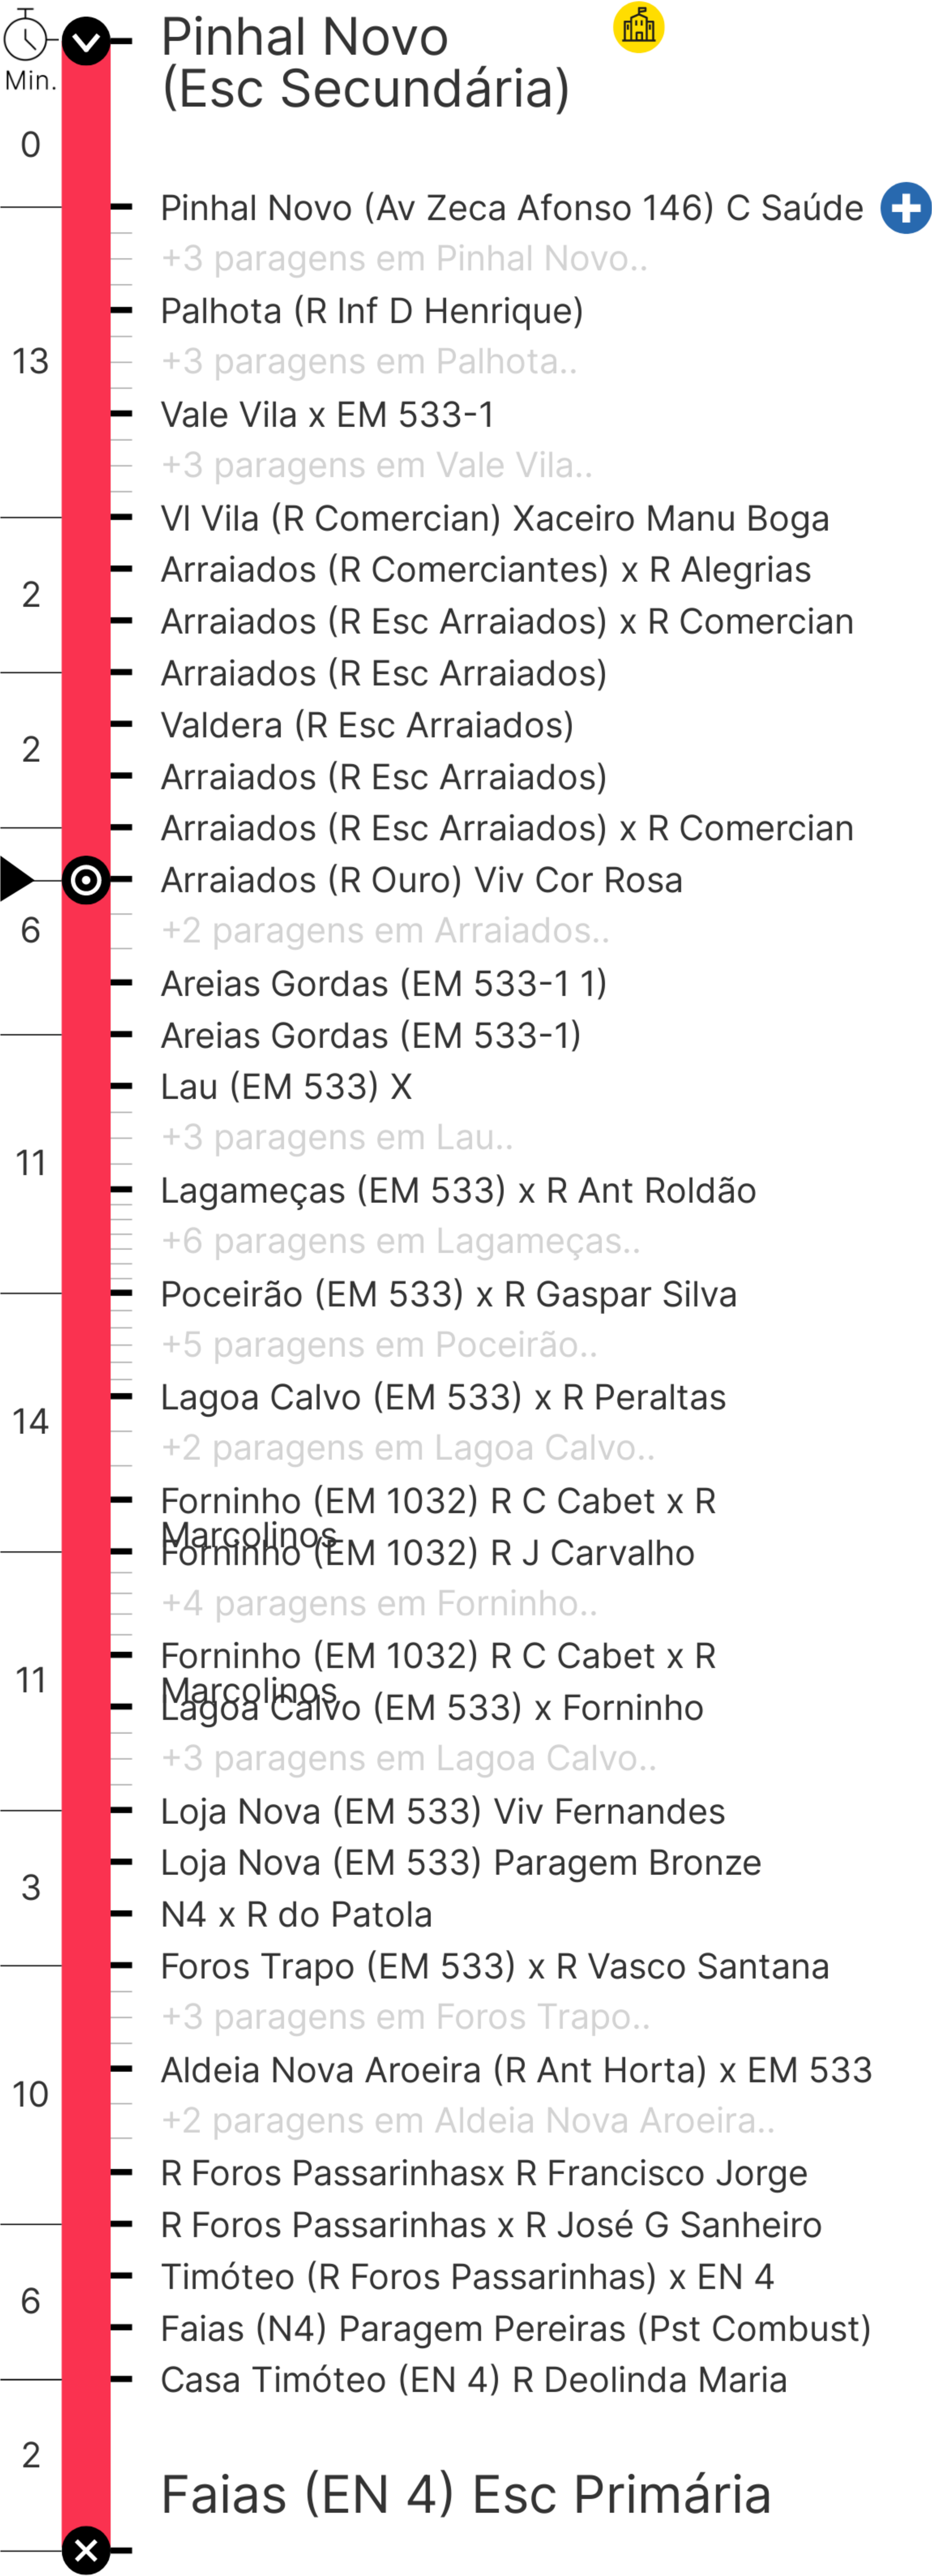 Pinhal Novo
(Esc Secundária)
Min.
0
Pinhal Novo (Av Zeca Afonso 146) C Saúde
+3 paragens em Pinhal Novo..
Palhota (R Inf D Henrique)
13
+3 paragens em Palhota..
Vale Vila x EM 533-1
+3 paragens em Vale Vila..
Vl Vila (R Comercian) Xaceiro Manu Boga
Arraiados (R Comerciantes) x R Alegrias
2
Arraiados (R Esc Arraiados) x R Comercian
Arraiados (R Esc Arraiados)
Valdera (R Esc Arraiados)
2
Arraiados (R Esc Arraiados)
Arraiados (R Esc Arraiados) x R Comercian
Arraiados (R Ouro) Viv Cor Rosa
6
+2 paragens em Arraiados..
Areias Gordas (EM 533-1 1)
Areias Gordas (EM 533-1)
Lau (EM 533) X
+3 paragens em Lau..
11
Lagameças (EM 533) x R Ant Roldão
+6 paragens em Lagameças..
Poceirão (EM 533) x R Gaspar Silva
+5 paragens em Poceirão..
Lagoa Calvo (EM 533) x R Peraltas
14
+2 paragens em Lagoa Calvo..
Forninho (EM 1032) R C Cabet x R
Marcolinos
Forninho (EM 1032) R J Carvalho
+4 paragens em Forninho..
Forninho (EM 1032) R C Cabet x R
11
Marcolinos
Lagoa Calvo (EM 533) x Forninho
+3 paragens em Lagoa Calvo..
Loja Nova (EM 533) Viv Fernandes
Loja Nova (EM 533) Paragem Bronze
3
N4 x R do Patola
Foros Trapo (EM 533) x R Vasco Santana
+3 paragens em Foros Trapo..
Aldeia Nova Aroeira (R Ant Horta) x EM 533
10
+2 paragens em Aldeia Nova Aroeira..
R Foros Passarinhasx R Francisco Jorge
R Foros Passarinhas x R José G Sanheiro
Timóteo (R Foros Passarinhas) x EN 4
6
Faias (N4) Paragem Pereiras (Pst Combust)
Casa Timóteo (EN 4) R Deolinda Maria
2
Faias (EN 4) Esc Primária